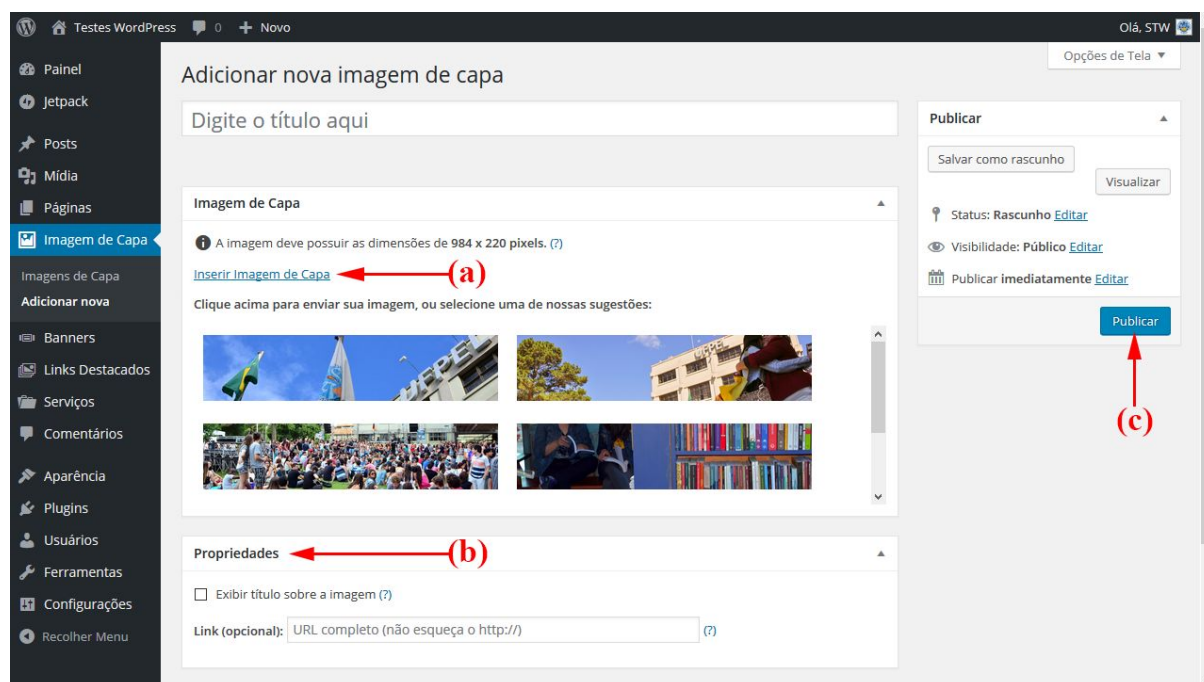 Testes WordPress 0 + Novo
Olá, STW
Painel
Jetpack
Posts
Mídia
Páginas
Imagem de Capa
Imagens de Capa
Adicionar nova
Banners
Links Destacados
Serviços
Comentários
Aparência
Plugins
Usuários
Ferramentas
Configurações
Recolher Menu
Opções de Tela
Adicionar nova imagem de capa
Digite o título aqui
Imagem de Capa
A imagem deve possuir as dimensões de 984 x 220 pixels. (?)
Inserir Imagem de Capa
(a)
Clique acima para enviar sua imagem, ou selecione uma de nossas sugestões:
UFPEL
UFPEL
Propriedades
(b)
Exibir título sobre a imagem (?)
Link (opcional): URL completo (não esqueça o http://) (?)
Publicar
Salvar como rascunho
Visualizar
Status: Rascunho Editar
Visibilidade: Público Editar
Publicar imediatamente Editar
Publicar
(c)